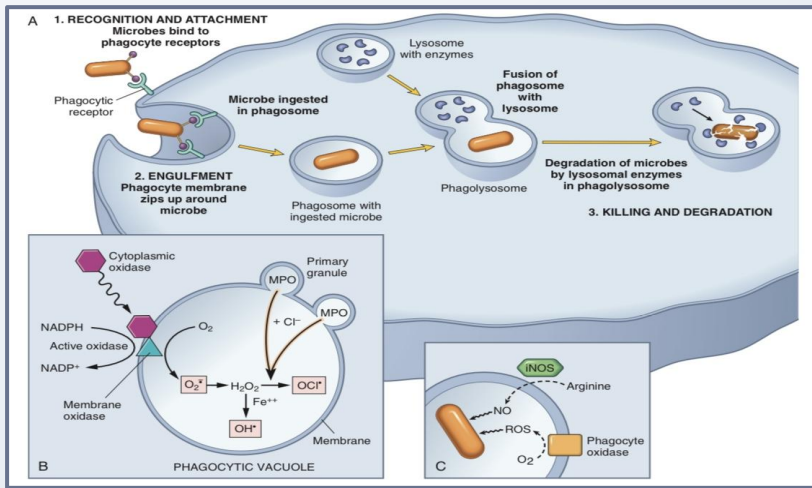 A
1. RECOGNITION AND ATTACHMENT
Microbes bind to
phagocyte receptors
Phagocytic
receptor
Lysosome
with enzymes
Microbe ingested
in phagosome
Fusion of
phagosome
with
lysosome
2. ENGULFMENT
Phagocyte membrane
zips up around
microbe
Phagosome with
ingested microbe
Phagolysosome
Degradation of microbes
by lysosomal enzymes
in phagolysosome
3. KILLING AND DEGRADATION
Cytoplasmic
oxidase
Primary
granule
MPO
MPO
+ Cl⁻
NADPH
Active oxidase
NADP⁺
O₂
O₂•̄
H₂O₂
OCl•
Fe⁺⁺
OH•
Membrane
oxidase
Membrane
B
PHAGOCYTIC VACUOLE
iNOS
Arginine
NO
ROS
O₂
Phagocyte
oxidase
C